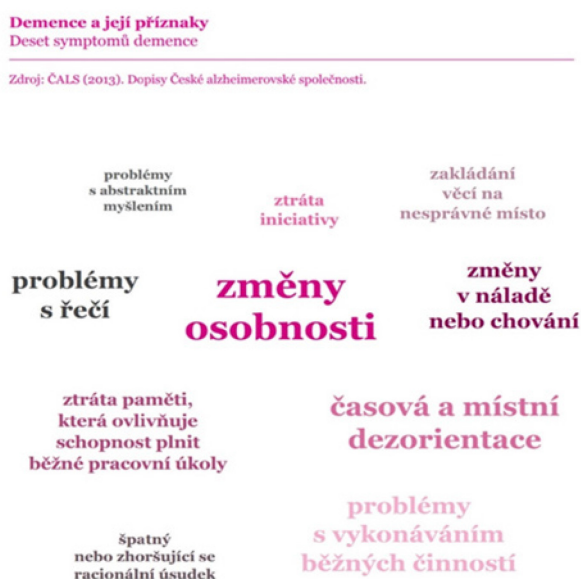 Demence a její příznaky
Deset symptomů demence
Zdroj: ČALS (2013). Dopisy České alzheimerovské společnosti.
problémy
s abstraktním
myšlením
ztráta
iniciativy
zakládání
věcí na
nesprávné místo
problémy
s řečí
změny
osobnosti
změny
v náladě
nebo chování
ztráta paměti,
která ovlivňuje
schopnost plnit
běžné pracovní úkoly
časová a místní
dezorientace
špatný
nebo zhoršující se
racionální úsudek
problémy
s vykonáváním
běžných činností